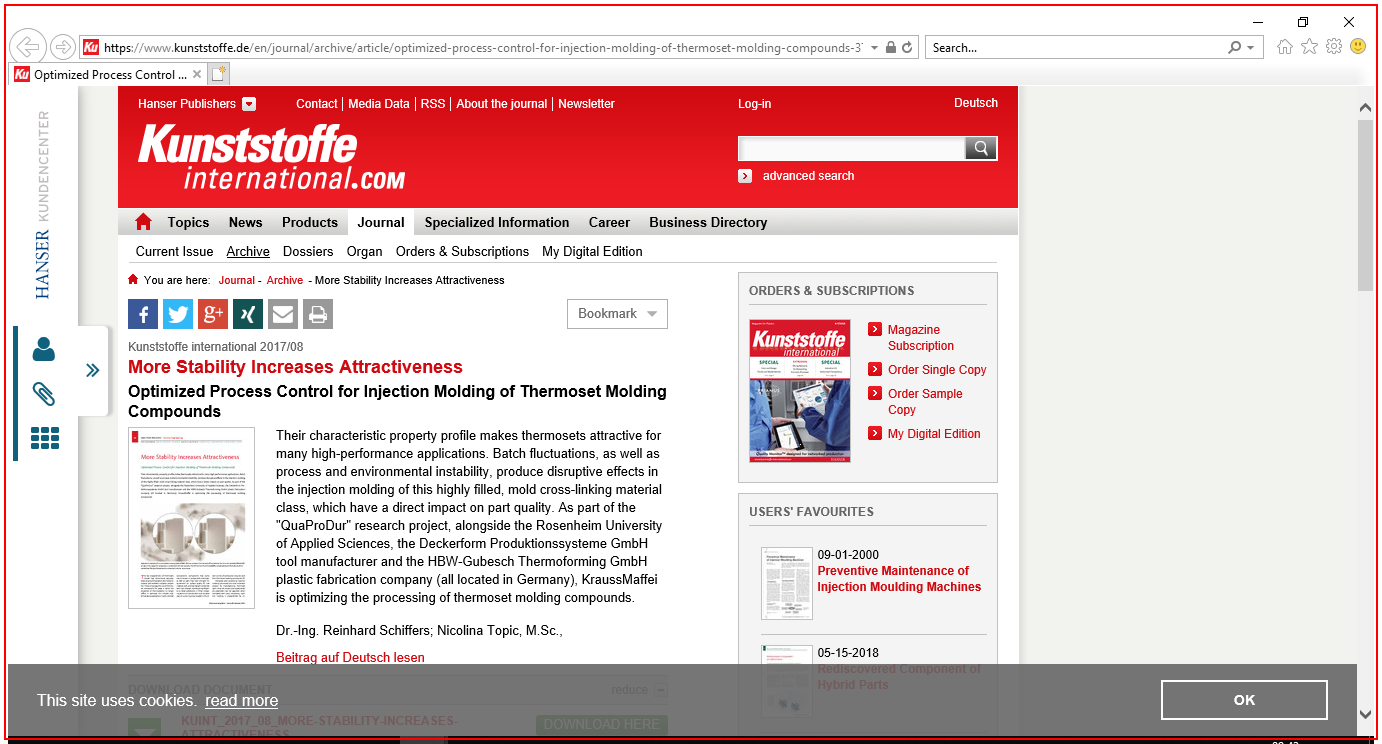 https://www.kunststoffe.de/en/journal/archive/article/optimized-process-control-for-injection-molding-of-thermoset-molding-compounds-
Search...
Ku
Optimized Process Control ...
HANSER KUNDENCENTER
Hanser Publishers
Contact | Media Data | RSS | About the journal | Newsletter
Log-in
Deutsch
Kunststoffe
international.COM
advanced search
Topics News Products Journal Specialized Information Career Business Directory
Current Issue Archive Dossiers Organ Orders & Subscriptions My Digital Edition
You are here: Journal - Archive - More Stability Increases Attractiveness
f g+
Bookmark
Kunststoffe international 2017/08
More Stability Increases Attractiveness
Optimized Process Control for Injection Molding of Thermoset Molding
Compounds
More Stability Increases Attractiveness
Their characteristic property profile makes thermosets attractive for
many high-performance applications. Batch fluctuations, as well as
process and environmental instability, produce disruptive effects in
the injection molding of this highly filled, mold cross-linking material
class, which have a direct impact on part quality. As part of the
"QuaProDur" research project, alongside the Rosenheim University
of Applied Sciences, the Deckerform Produktionssysteme GmbH
tool manufacturer and the HBW-Gubesch Thermoforming GmbH
plastic fabrication company (all located in Germany), KraussMaffei
is optimizing the processing of thermoset molding compounds.
Dr.-Ing. Reinhard Schiffers; Nicolina Topic, M.Sc.,
Beitrag auf Deutsch lesen
DOWNLOAD DOCUMENT
reduce
KUINT_2017_08_MORE-STABILITY-INCREASES-
ATTRACTIVENESS
DOWNLOAD HERE
ORDERS & SUBSCRIPTIONS
Kunststoffe
international
SPECIAL SPECIAL
Magazine
Subscription
Order Single Copy
Order Sample
Copy
My Digital Edition
USERS' FAVOURITES
09-01-2000
Preventive Maintenance of
Injection Moulding Machines
05-15-2018
Rediscovered Component of
Hybrid Parts
This site uses cookies. read more
OK